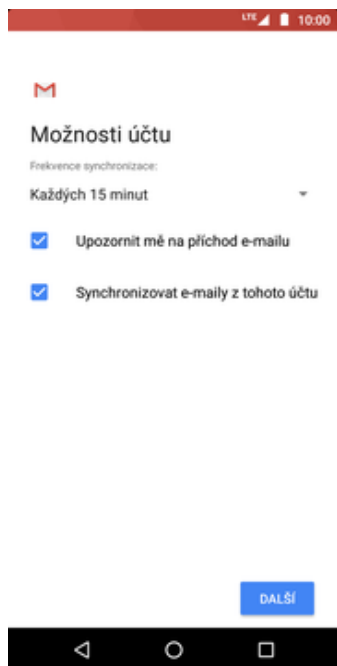 LTE 10:00
Možnosti účtu
Frekvence synchronizace:
Každých 15 minut
Upozornit mě na příchod e-mailu
Synchronizovat e-maily z tohoto účtu
DALŠÍ